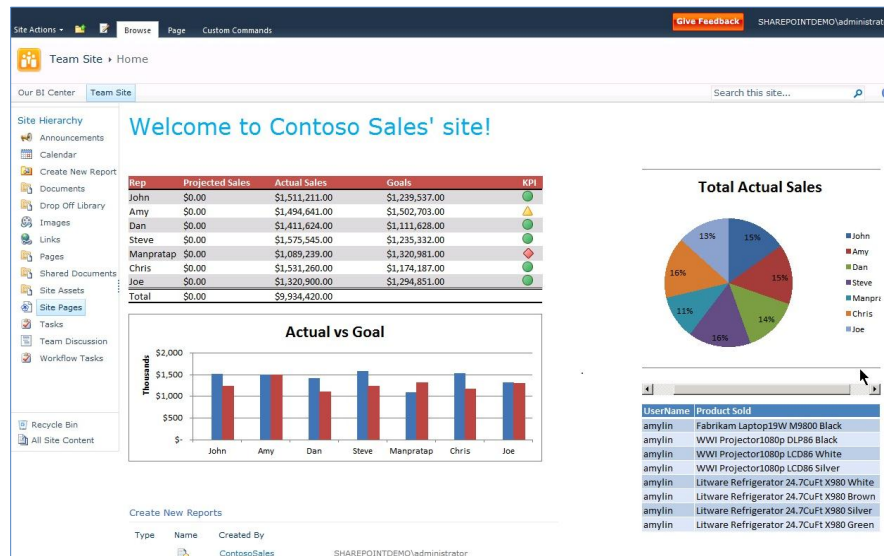 Site Actions Browse Page Custom Commands Give Feedback SHAREPOINTDEMO\administrat
Team Site Home
Our BI Center Team Site Search this site...
Site Hierarchy
Announcements
Calendar
Create New Report
Documents
Drop Off Library
Images
Links
Pages
Shared Documents
Site Assets
Site Pages
Tasks
Team Discussion
Workflow Tasks
Recycle Bin
All Site Content
Welcome to Contoso Sales' site!
Rep Projected Sales Actual Sales Goals KPI
John $0.00 $1,511,211.00 $1,239,537.00
Amy $0.00 $1,494,641.00 $1,502,703.00
Dan $0.00 $1,411,624.00 $1,111,628.00
Steve $0.00 $1,575,545.00 $1,235,332.00
Manpratap $0.00 $1,089,239.00 $1,320,981.00
Chris $0.00 $1,531,260.00 $1,174,187.00
Joe $0.00 $1,320,900.00 $1,294,851.00
Total $0.00 $9,934,420.00
Actual vs Goal
Thousands
$2,000
$1,500
$1,000
$500
$-
John Amy Dan Steve Manpratap Chris Joe
Create New Reports
Type Name Created By
ContosoSales SHAREPOINTDEMO\administrator
Total Actual Sales
13% 15%
16% 15%
11% 14%
16%
John
Amy
Dan
Steve
Manpra
Chris
Joe
UserName Product Sold
amylin Fabrikam Laptop19W M9800 Black
amylin WWI Projector1080p DLP86 Black
amylin WWI Projector1080p LCD86 White
amylin WWI Projector1080p LCD86 Silver
amylin Litware Refrigerator 24.7CuFt X980 White
amylin Litware Refrigerator 24.7CuFt X980 Brown
amylin Litware Refrigerator 24.7CuFt X980 Silver
amylin Litware Refrigerator 24.7CuFt X980 Green